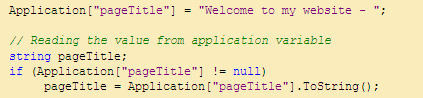 Application["pageTitle"] = "Welcome to my website - ";
// Reading the value from application variable
string pageTitle;
if (Application["pageTitle"] != null)
pageTitle = Application["pageTitle"].ToString();